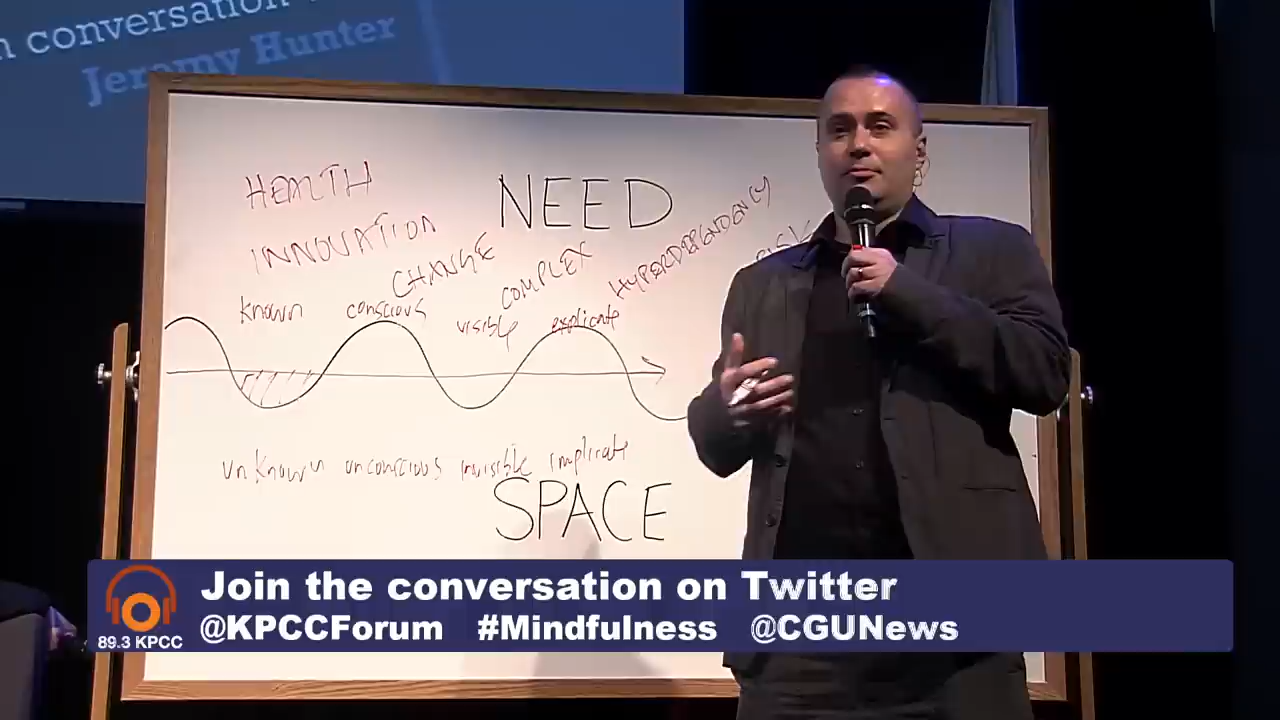 n conversation
Jeremy Hunter
HEALTH
NEED
INNOVATION
CHANGE
COMPLEX
HYPERDEPENDENCY
RISK
known conscious visible explicate
unknown unconscious invisible implicate
SPACE
Join the conversation on Twitter
@KPCCForum #Mindfulness @CGUNews
89.3 KPCC